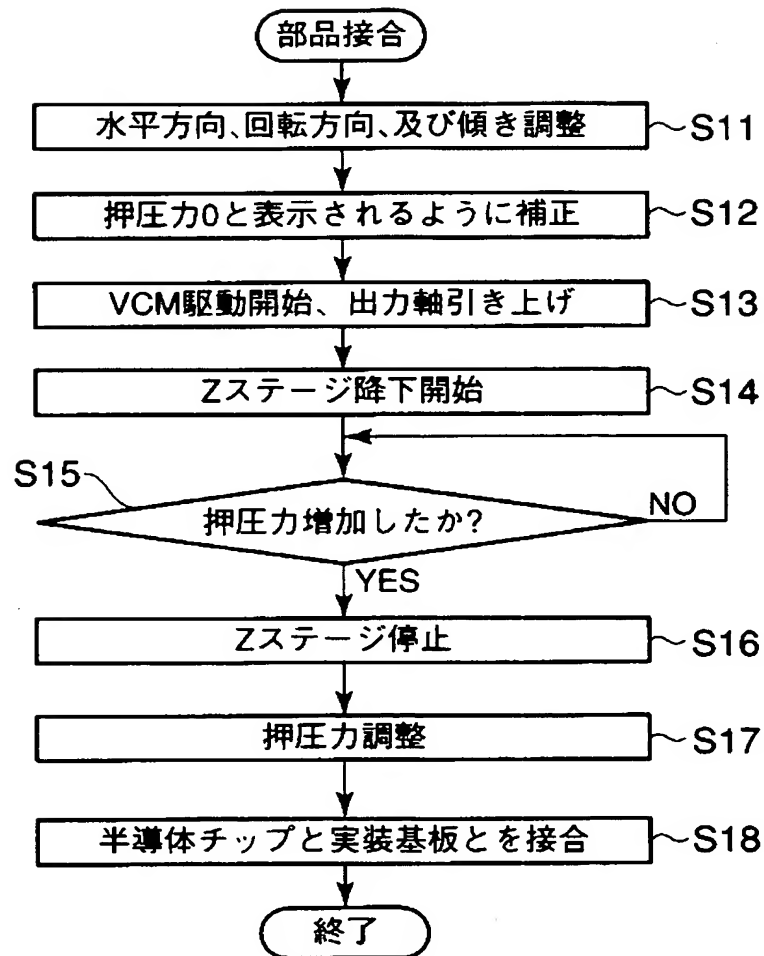 部品接合
水平方向、回転方向、及び傾き調整
S11
押圧力0と表示されるように補正
S12
VCM駆動開始、出力軸引き上げ
S13
Zステージ降下開始
S14
S15
押圧力増加したか?
NO
YES
Zステージ停止
S16
押圧力調整
S17
半導体チップと実装基板とを接合
S18
終了